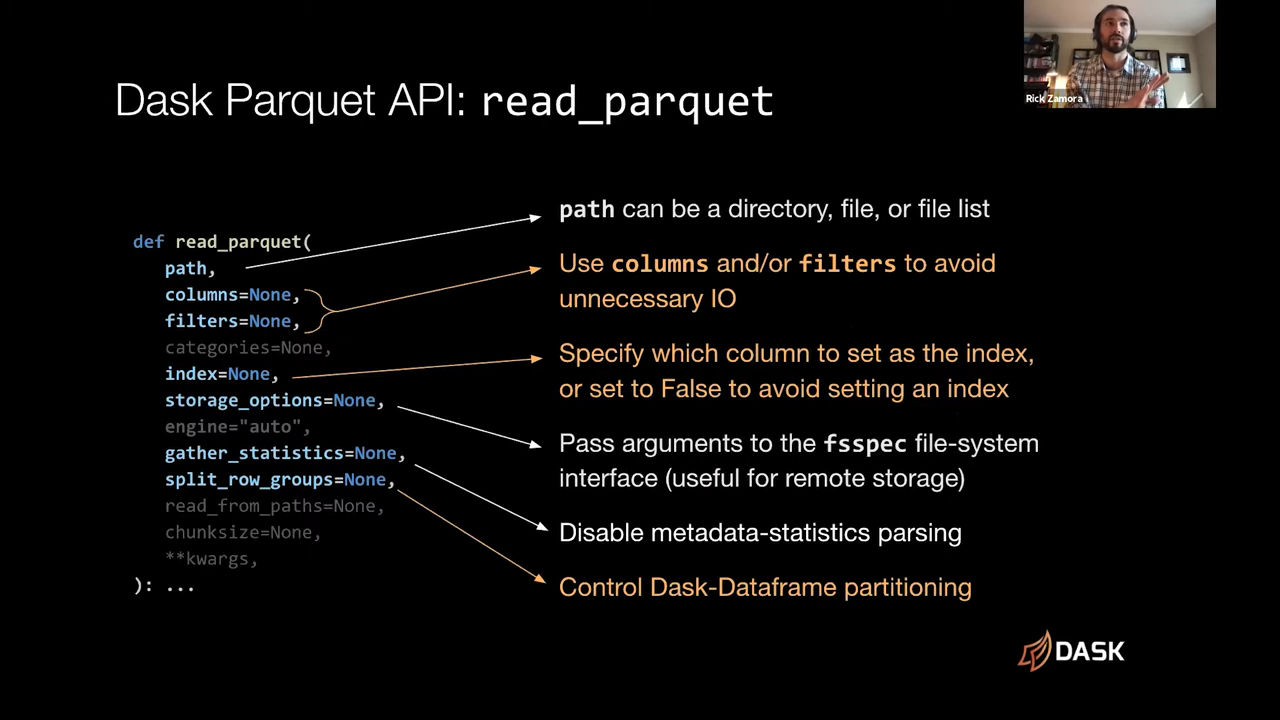 Rick Zamora
Dask Parquet API: read_parquet
def read_parquet(
path,
columns=None,
filters=None,
categories=None,
index=None,
storage_options=None,
engine="auto",
gather_statistics=None,
split_row_groups=None,
read_from_paths=None,
chunksize=None,
**kwargs,
): ...
path can be a directory, file, or file list
Use columns and/or filters to avoid
unnecessary IO
Specify which column to set as the index,
or set to False to avoid setting an index
Pass arguments to the fsspec file-system
interface (useful for remote storage)
Disable metadata-statistics parsing
Control Dask-Dataframe partitioning
DASK